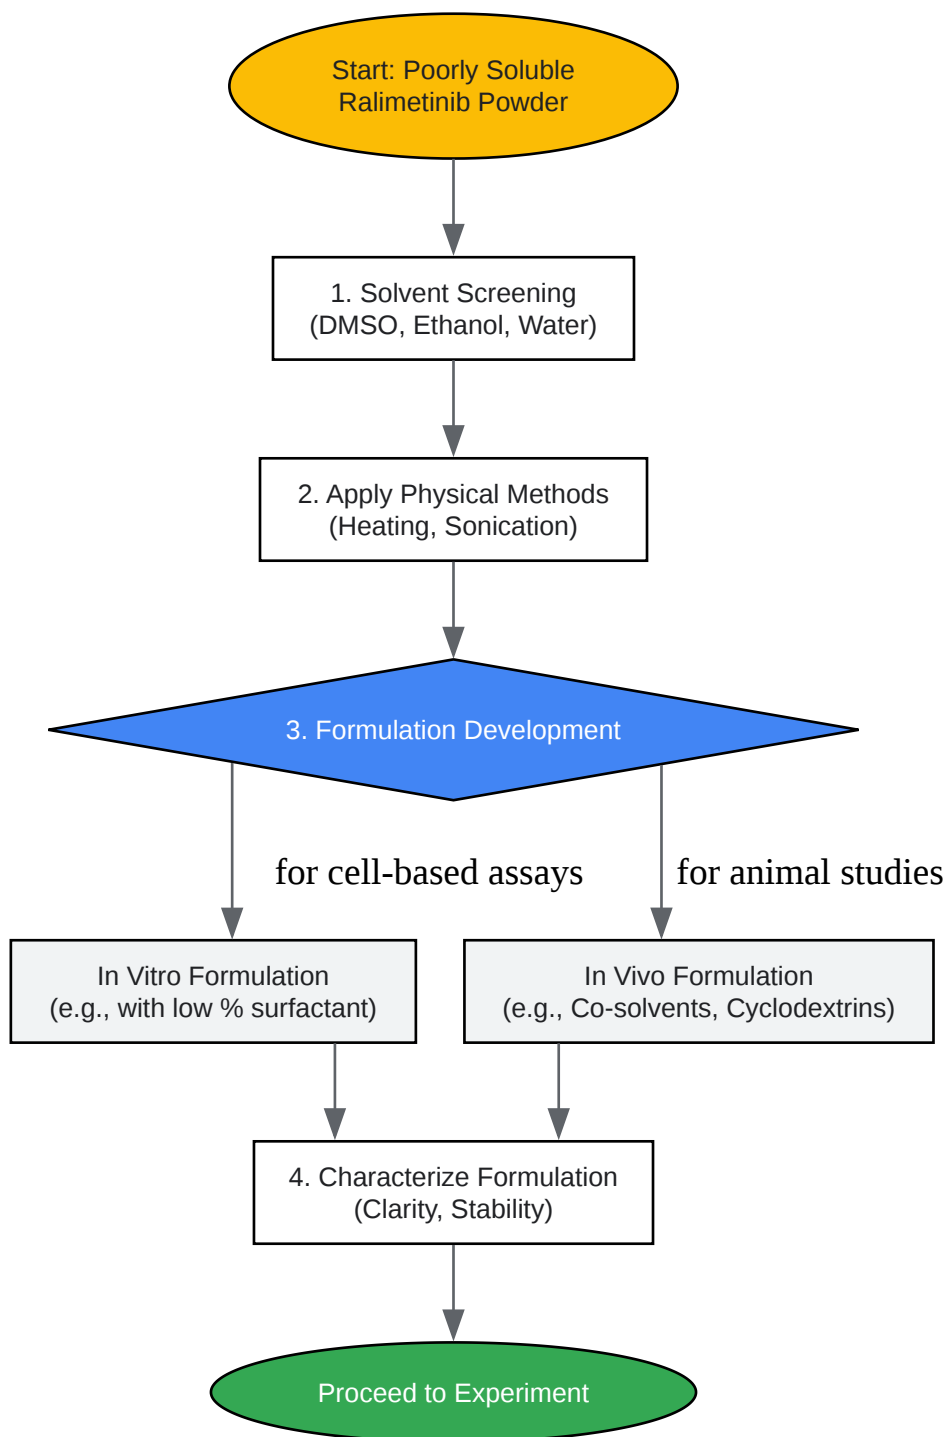 Start: Poorly Soluble
Ralimetinib Powder
1. Solvent Screening
(DMSO, Ethanol, Water)
2. Apply Physical Methods
(Heating, Sonication)
3. Formulation Development
for cell-based assays
for animal studies
In Vitro Formulation
(e.g., with low % surfactant)
In Vivo Formulation
(e.g., Co-solvents, Cyclodextrins)
4. Characterize Formulation
(Clarity, Stability)
Proceed to Experiment